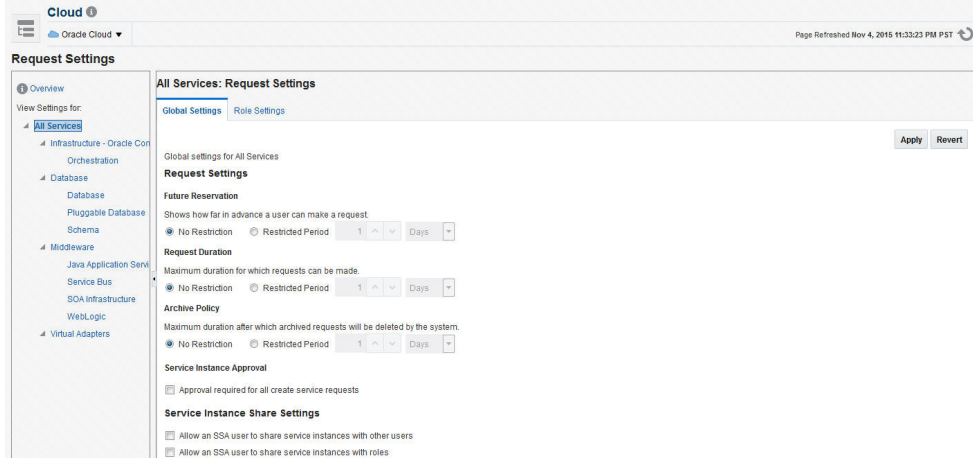 Cloud
Oracle Cloud
Page Refreshed Nov 4, 2015 11:33:23 PM PST
Request Settings
Overview
View Settings for:
All Services
Infrastructure - Oracle Con
Orchestration
Database
Database
Pluggable Database
Schema
Middleware
Java Application Servi
Service Bus
SOA Infrastructure
WebLogic
Virtual Adapters
All Services: Request Settings
Global Settings Role Settings
Apply Revert
Global settings for All Services
Request Settings
Future Reservation
Shows how far in advance a user can make a request.
No Restriction Restricted Period 1 Days
Request Duration
Maximum duration for which requests can be made.
No Restriction Restricted Period 1 Days
Archive Policy
Maximum duration after which archived requests will be deleted by the system.
No Restriction Restricted Period 1 Days
Service Instance Approval
Approval required for all create service requests
Service Instance Share Settings
Allow an SSA user to share service instances with other users
Allow an SSA user to share service instances with roles